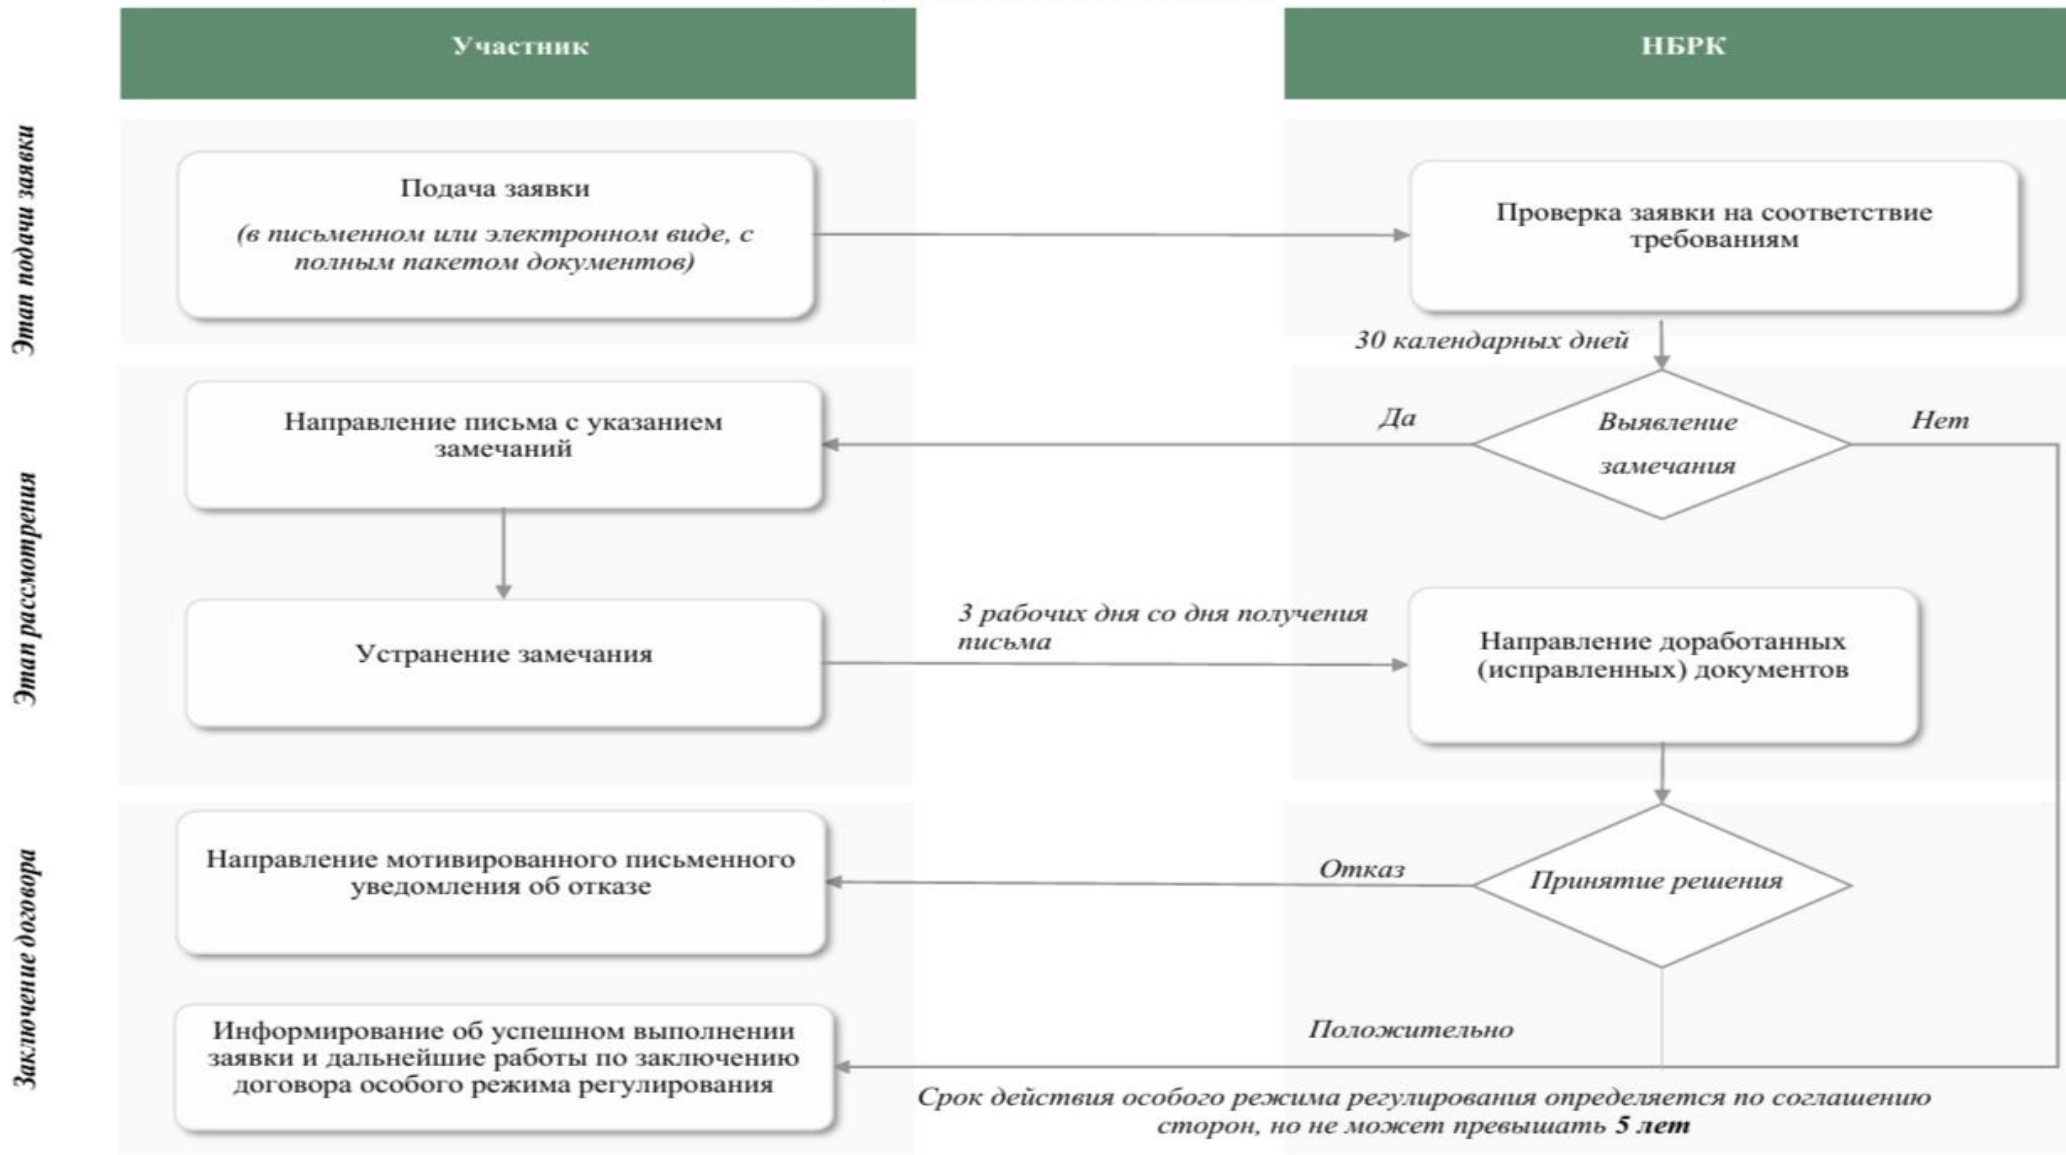 Участник
НБРК
Этап подачи заявки
Подача заявки
(в письменном или электронном виде, с
полным пакетом документов)
Проверка заявки на соответствие
требованиям
30 календарных дней
Этап рассмотрения
Направление письма с указанием
замечаний
Да
Выявление
замечания
Нет
Устранение замечания
3 рабочих дня со дня получения
письма
Направление доработанных
(исправленных) документов
Заключение договора
Направление мотивированного письменного
уведомления об отказе
Отказ
Принятие решения
Информирование об успешном выполнении
заявки и дальнейшие работы по заключению
договора особого режима регулирования
Положительно
Срок действия особого режима регулирования определяется по соглашению
сторон, но не может превышать 5 лет